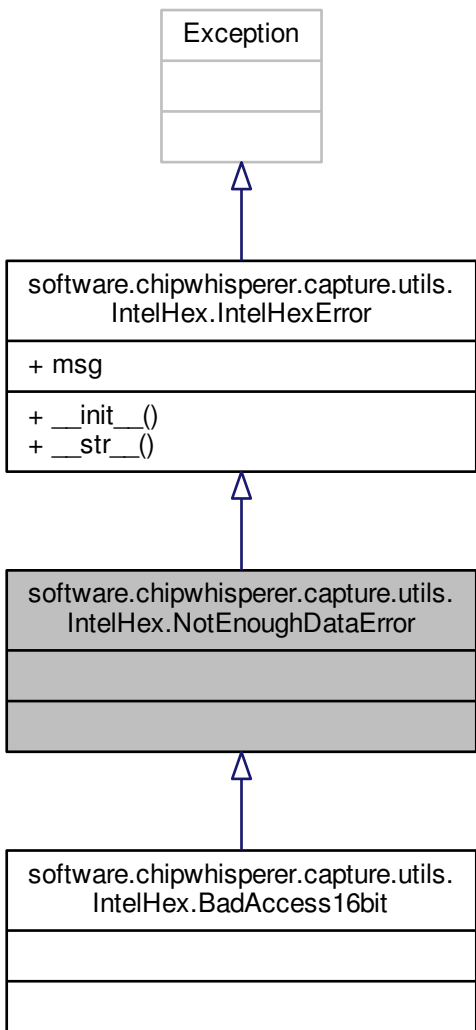 Exception
software.chipwhisperer.capture.utils.
IntelHex.IntelHexError
+ msg
+ __init__()
+ __str__()
software.chipwhisperer.capture.utils.
IntelHex.NotEnoughDataError
software.chipwhisperer.capture.utils.
IntelHex.BadAccess16bit